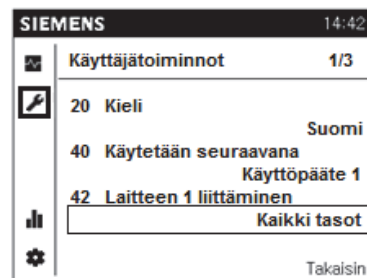 SIEMENS 14:42
Käyttäjätoiminnot 1/3
20 Kieli
Suomi
40 Käytetään seuraavana
Käyttöpääte 1
42 Laitteen 1 liittäminen
Kaikki tasot
Takaisin